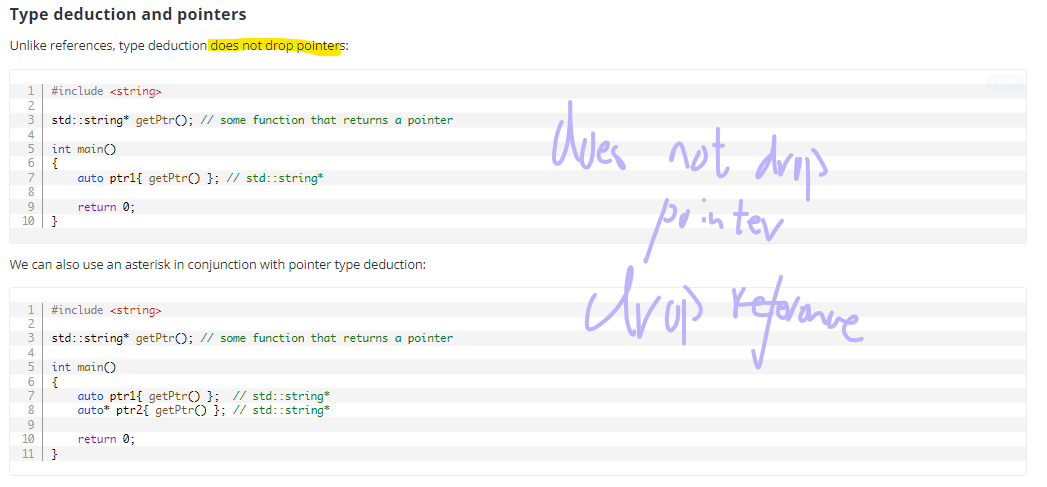 Type deduction and pointers
Unlike references, type deduction does not drop pointers:
1 #include <string>
2
3 std::string* getPtr(); // some function that returns a pointer
4
5 int main()
6 {
7 auto ptr1{ getPtr() }; // std::string*
8
9 return 0;
10 }
does not drop
pointer
drop reference
We can also use an asterisk in conjunction with pointer type deduction:
1 #include <string>
2
3 std::string* getPtr(); // some function that returns a pointer
4
5 int main()
6 {
7 auto ptr1{ getPtr() };  // std::string*
8 auto* ptr2{ getPtr() }; // std::string*
9
10 return 0;
11 }